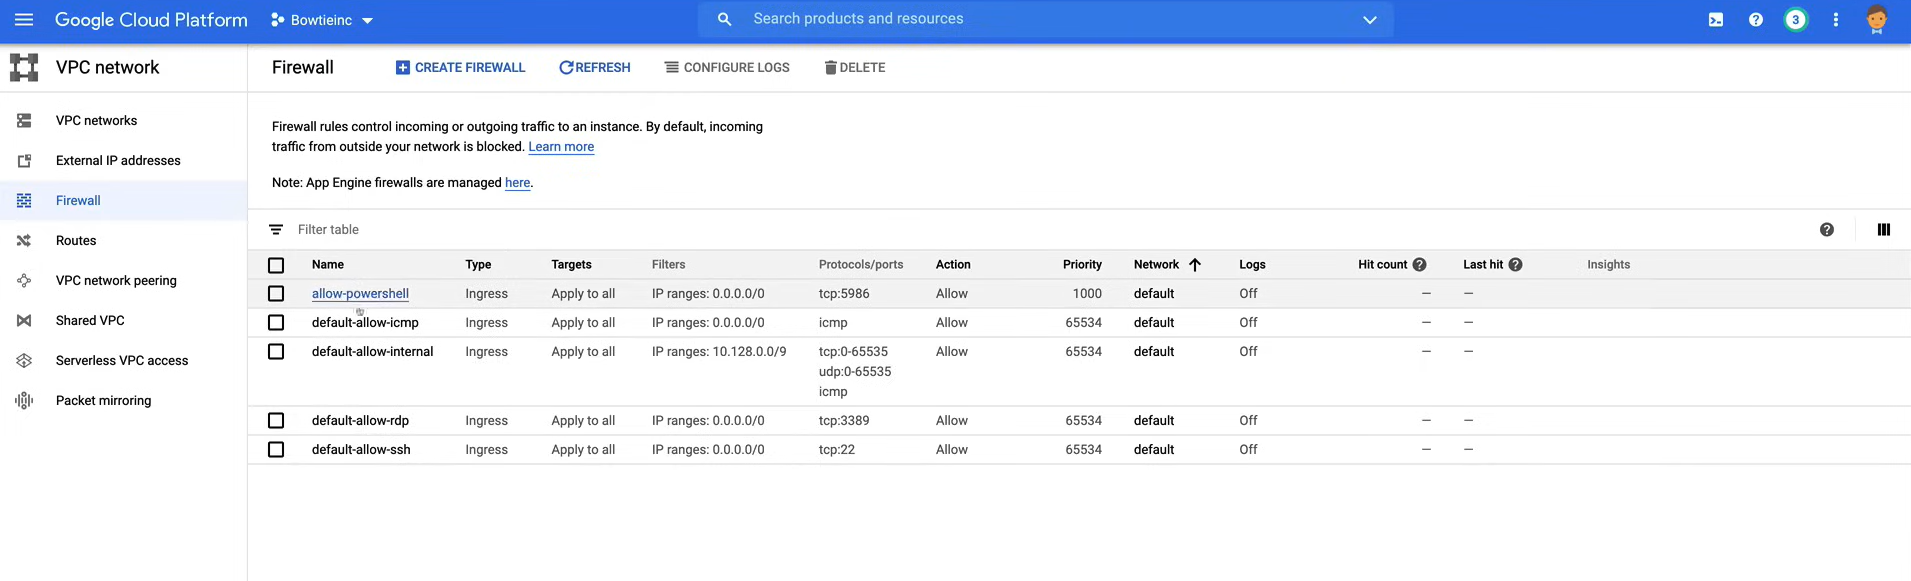 Google Cloud Platform
Bowtieinc
Search products and resources
3
VPC network
Firewall
CREATE FIREWALL
REFRESH
CONFIGURE LOGS
DELETE
VPC networks
External IP addresses
Firewall
Routes
VPC network peering
Shared VPC
Serverless VPC access
Packet mirroring
Firewall rules control incoming or outgoing traffic to an instance. By default, incoming
traffic from outside your network is blocked. Learn more
Note: App Engine firewalls are managed here.
Filter table
Name Type Targets Filters Protocols/ports Action Priority Network Logs Hit count Last hit Insights
allow-powershell Ingress Apply to all IP ranges: 0.0.0.0/0 tcp:5986 Allow 1000 default Off — —
default-allow-icmp Ingress Apply to all IP ranges: 0.0.0.0/0 icmp Allow 65534 default Off — —
default-allow-internal Ingress Apply to all IP ranges: 10.128.0.0/9 tcp:0-65535 Allow 65534 default Off — —
udp:0-65535
icmp
default-allow-rdp Ingress Apply to all IP ranges: 0.0.0.0/0 tcp:3389 Allow 65534 default Off — —
default-allow-ssh Ingress Apply to all IP ranges: 0.0.0.0/0 tcp:22 Allow 65534 default Off — —